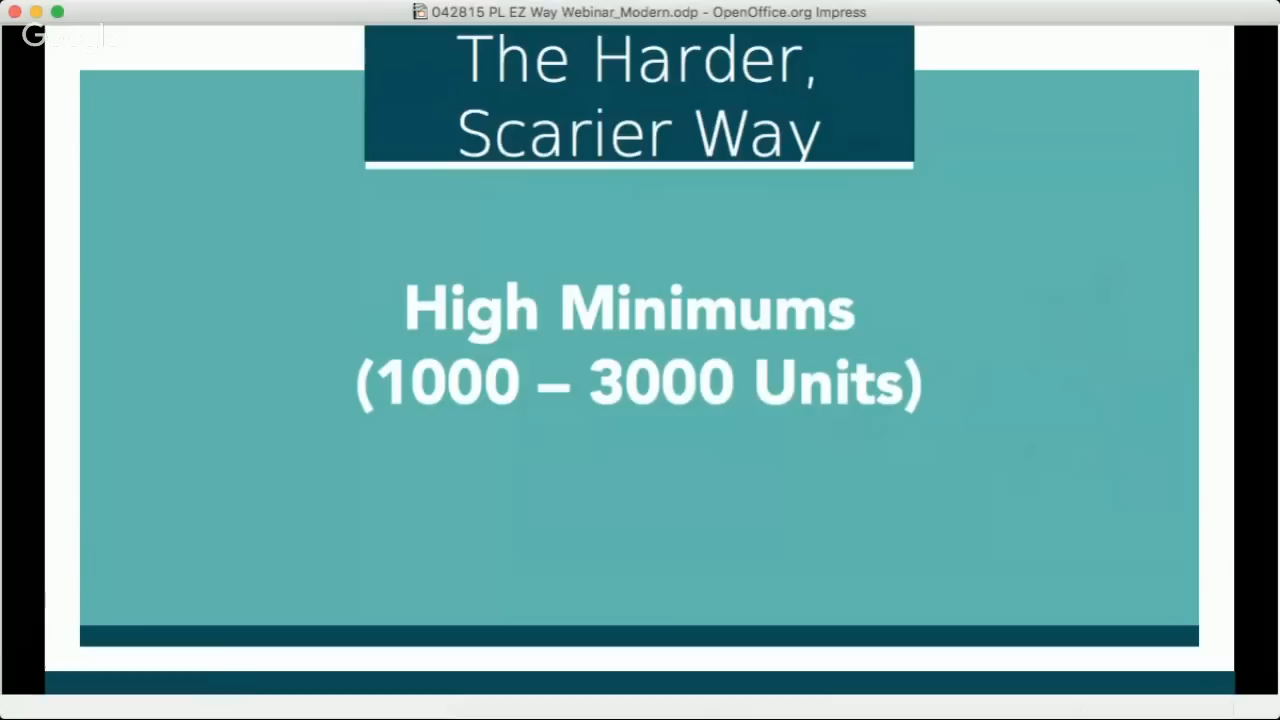 042815 PL EZ Way Webinar_Modern.odp - OpenOffice.org Impress
The Harder,
Scarier Way
High Minimums
(1000 – 3000 Units)